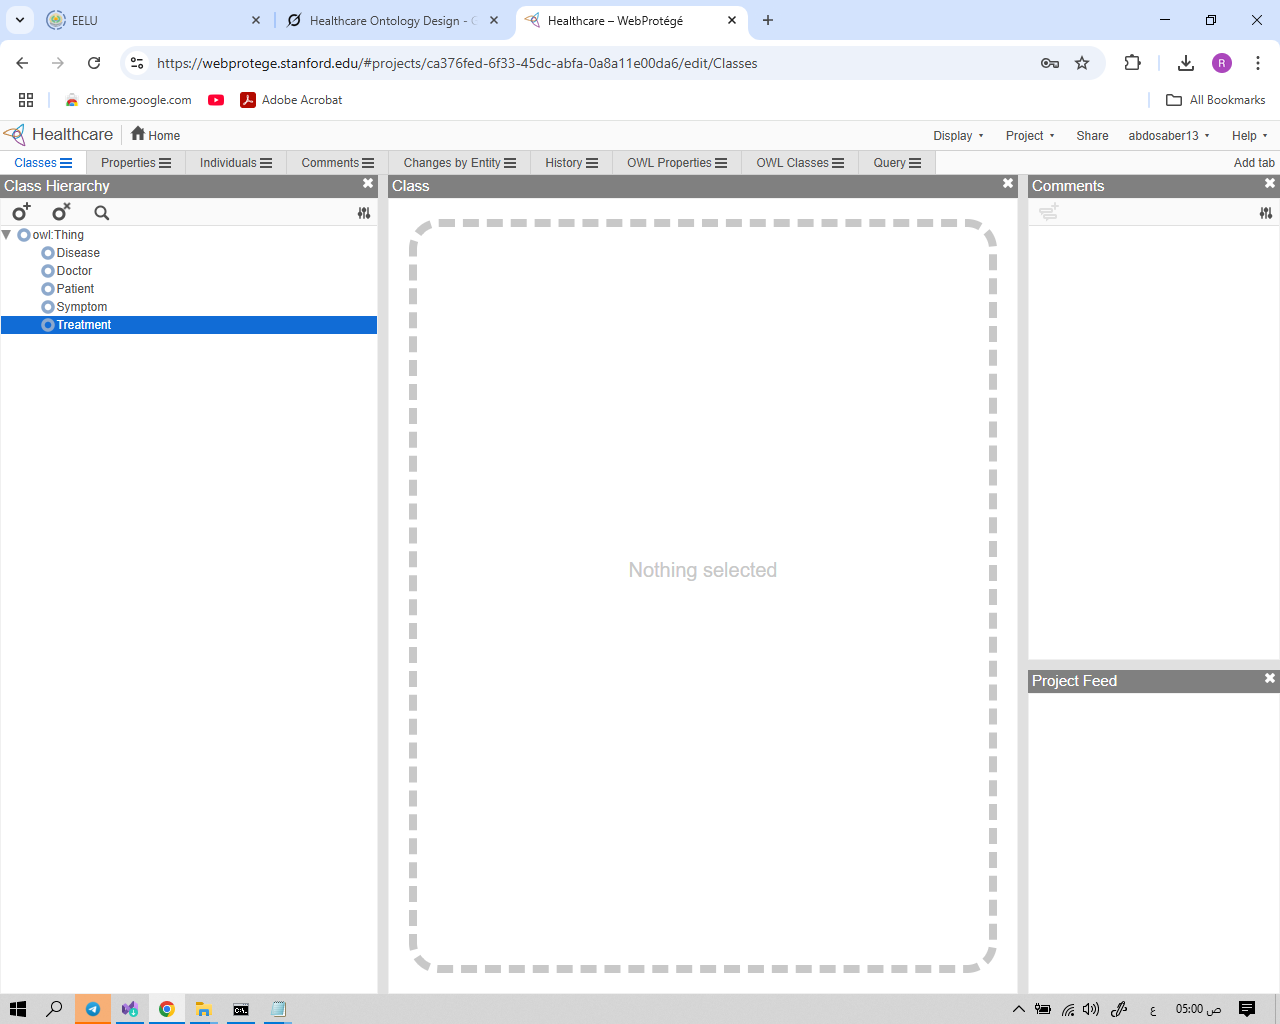 EELU
Healthcare Ontology Design -
Healthcare – WebProtégé
https://webprotege.stanford.edu/#projects/ca376fed-6f33-45dc-abfa-0a8a11e00da6/edit/Classes
R
chrome.google.com
Adobe Acrobat
All Bookmarks
Healthcare
Home
Display
Project
Share
abdosaber13
Help
Classes
Properties
Individuals
Comments
Changes by Entity
History
OWL Properties
OWL Classes
Query
Add tab
Class Hierarchy
Class
Comments
owl:Thing
Disease
Doctor
Patient
Symptom
Treatment
Nothing selected
Project Feed
C:\.
ع
05:00 ص